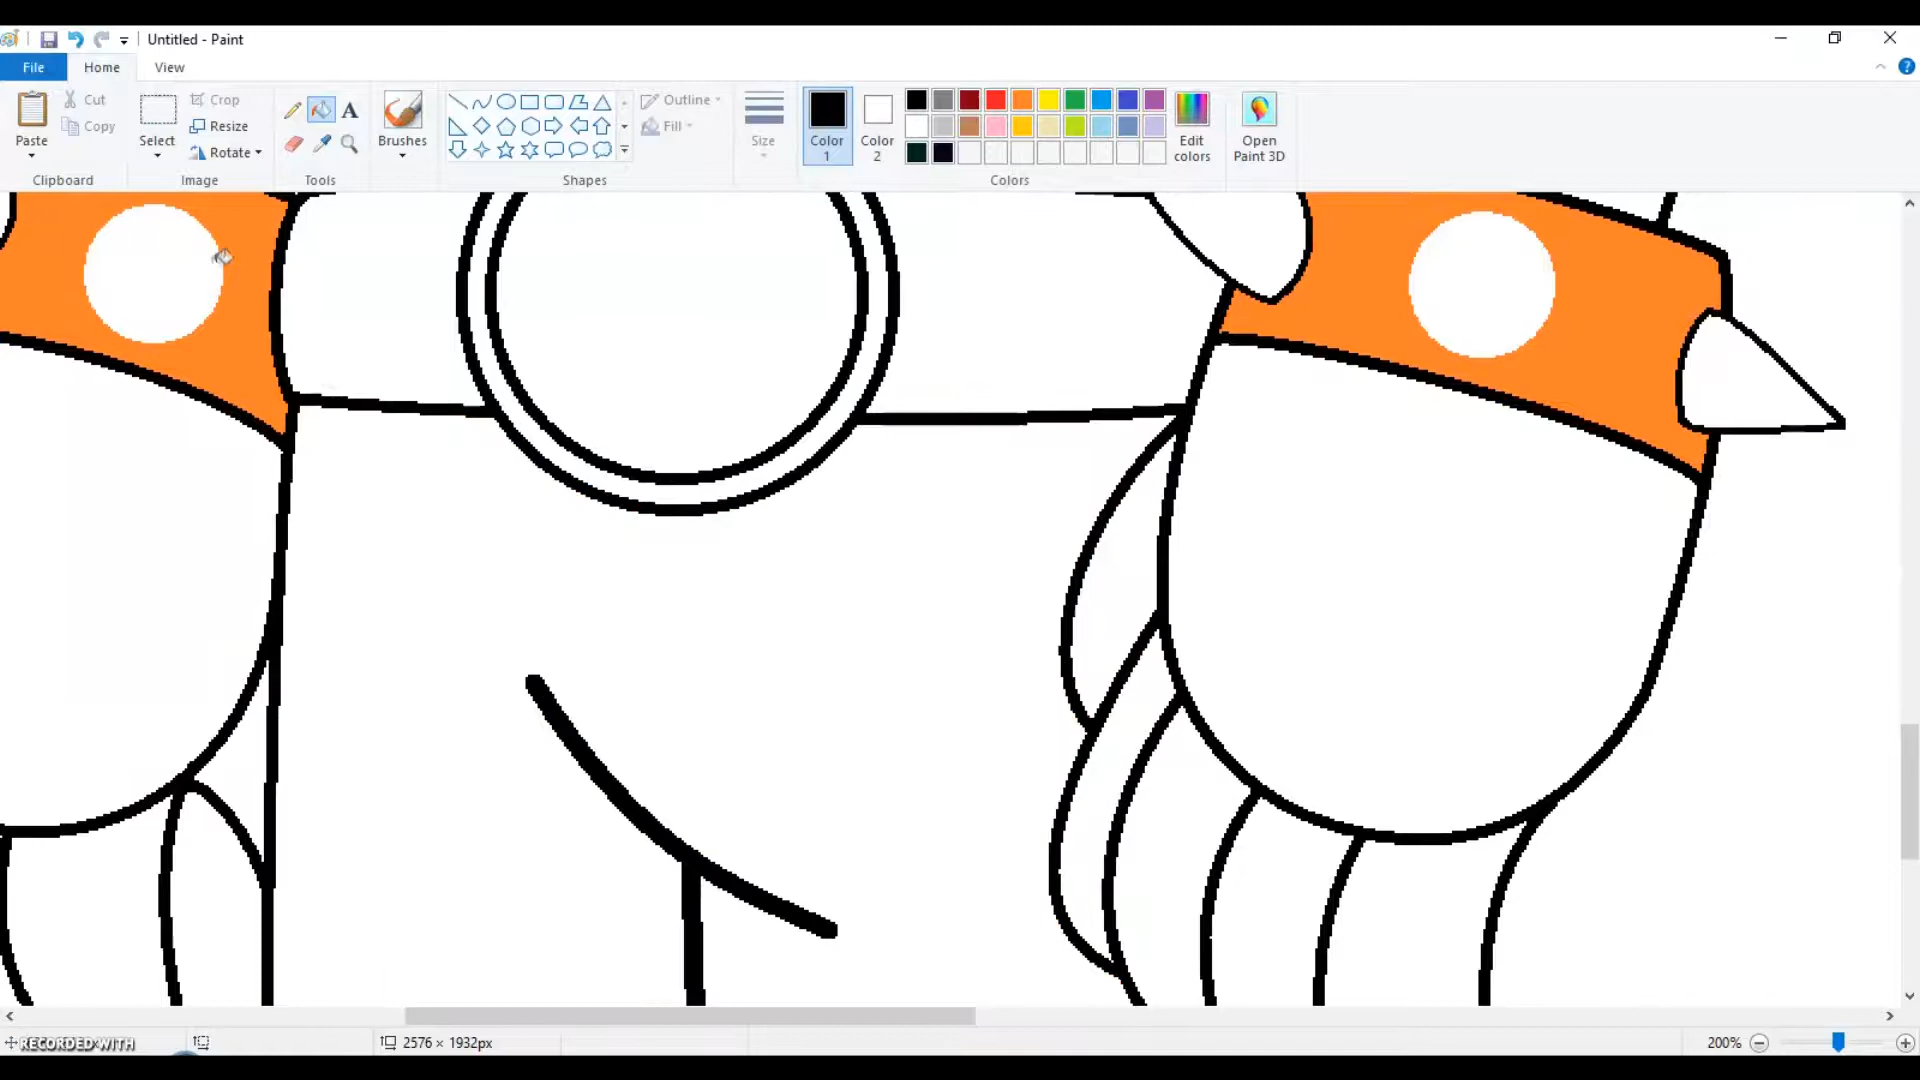 Untitled - Paint
File Home View
Paste
Cut
Copy
Clipboard
Select
Crop
Resize
Rotate
Image
A
Tools
Brushes
Outline
Fill
Shapes
Size
Color 1
Color 2
Edit colors
Colors
Open Paint 3D
?
RECORDED WITH
2576 × 1932px
200%